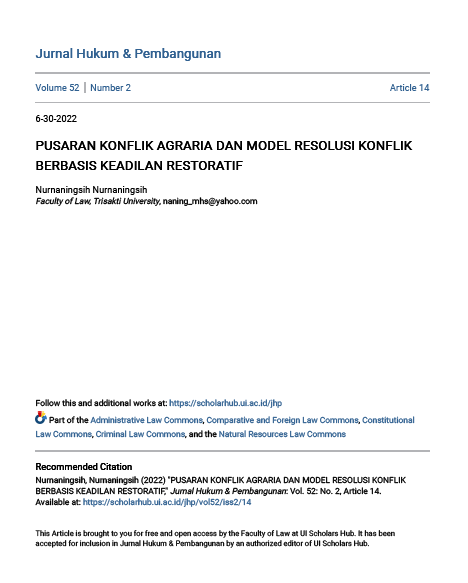 Jurnal Hukum & Pembangunan
Volume 52 | Number 2 Article 14
6-30-2022
PUSARAN KONFLIK AGRARIA DAN MODEL RESOLUSI KONFLIK
BERBASIS KEADILAN RESTORATIF
Nurnaningsih Nurnaningsih
Faculty of Law, Trisakti University, naning_mhs@yahoo.com
Follow this and additional works at: https://scholarhub.ui.ac.id/jhp
Part of the Administrative Law Commons, Comparative and Foreign Law Commons, Constitutional
Law Commons, Criminal Law Commons, and the Natural Resources Law Commons
Recommended Citation
Nurnaningsih, Nurnaningsih (2022) "PUSARAN KONFLIK AGRARIA DAN MODEL RESOLUSI KONFLIK
BERBASIS KEADILAN RESTORATIF," Jurnal Hukum & Pembangunan: Vol. 52: No. 2, Article 14.
Available at: https://scholarhub.ui.ac.id/jhp/vol52/iss2/14
This Article is brought to you for free and open access by the Faculty of Law at UI Scholars Hub. It has been
accepted for inclusion in Jurnal Hukum & Pembangunan by an authorized editor of UI Scholars Hub.